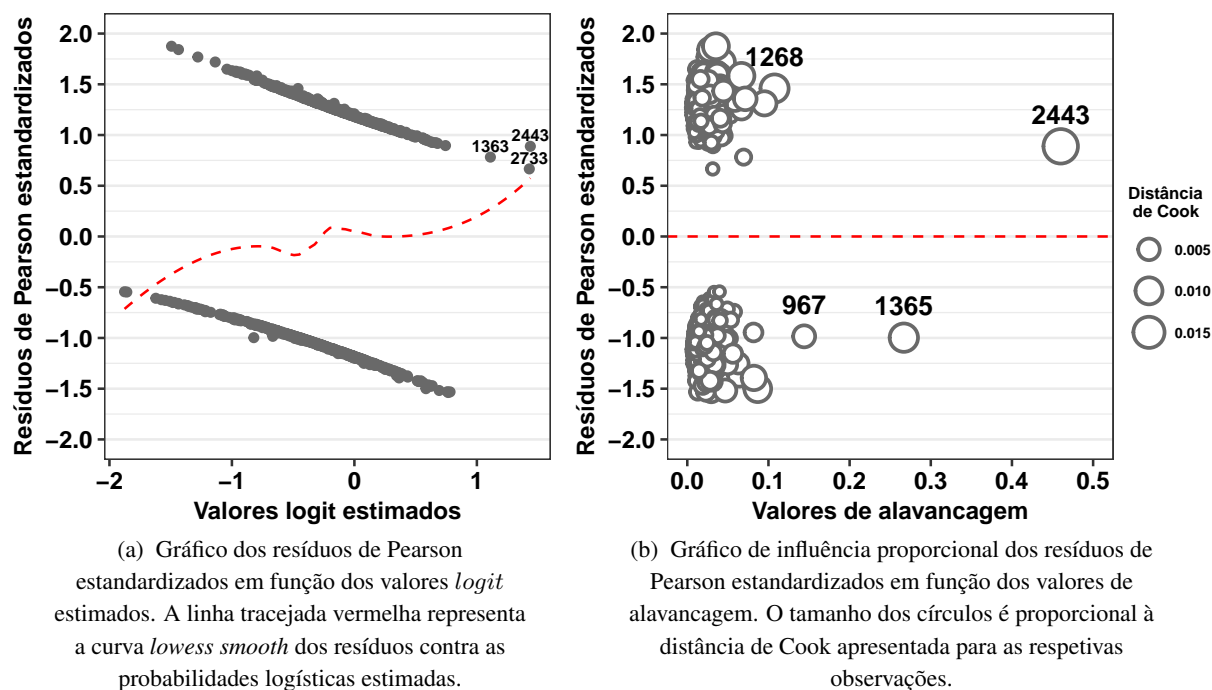 Resíduos de Pearson estandardizados
2.0
1.5
1.0
0.5
0.0
−0.5
−1.0
−1.5
−2.0
1363
2443
2733
−2
−1
0
1
Valores logit estimados
(a) Gráfico dos resíduos de Pearson
estandardizados em função dos valores logit
estimados. A linha tracejada vermelha representa
a curva lowess smooth dos resíduos contra as
probabilidades logísticas estimadas.
Resíduos de Pearson estandardizados
2.0
1.5
1.0
0.5
0.0
−0.5
−1.0
−1.5
−2.0
1268
2443
967
1365
0.0
0.1
0.2
0.3
0.4
0.5
Valores de alavancagem
Distância
de Cook
0.005
0.010
0.015
(b) Gráfico de influência proporcional dos resíduos de
Pearson estandardizados em função dos valores de
alavancagem. O tamanho dos círculos é proporcional à
distância de Cook apresentada para as respetivas
observações.